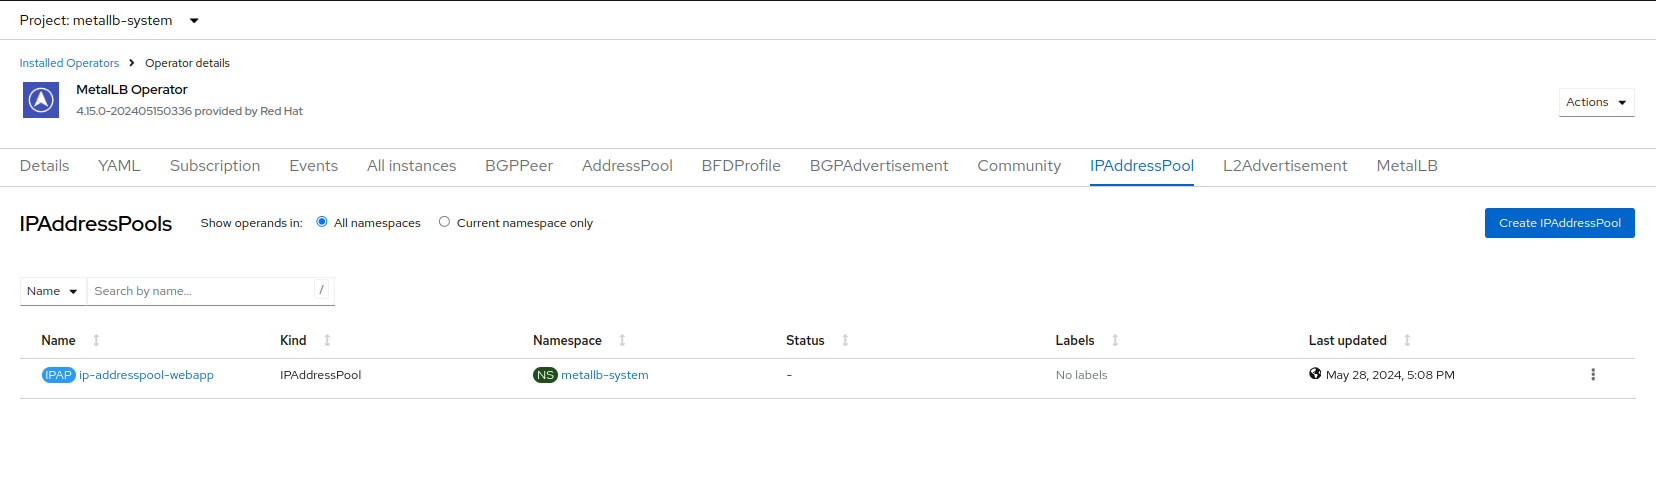 Project: metallb-system
Installed Operators Operator details
MetalLB Operator
4.15.0-202405150336 provided by Red Hat
Actions
Details YAML Subscription Events All instances BGPPeer AddressPool BFDProfile BGPAdvertisement Community IPAddressPool L2Advertisement MetalLB
IPAddressPools Show operands in: All namespaces Current namespace only Create IPAddressPool
Name Search by name... /
Name Kind Namespace Status Labels Last updated
IPAP ip-addresspool-webapp IPAddressPool NS metallb-system - No labels May 28, 2024, 5:08 PM